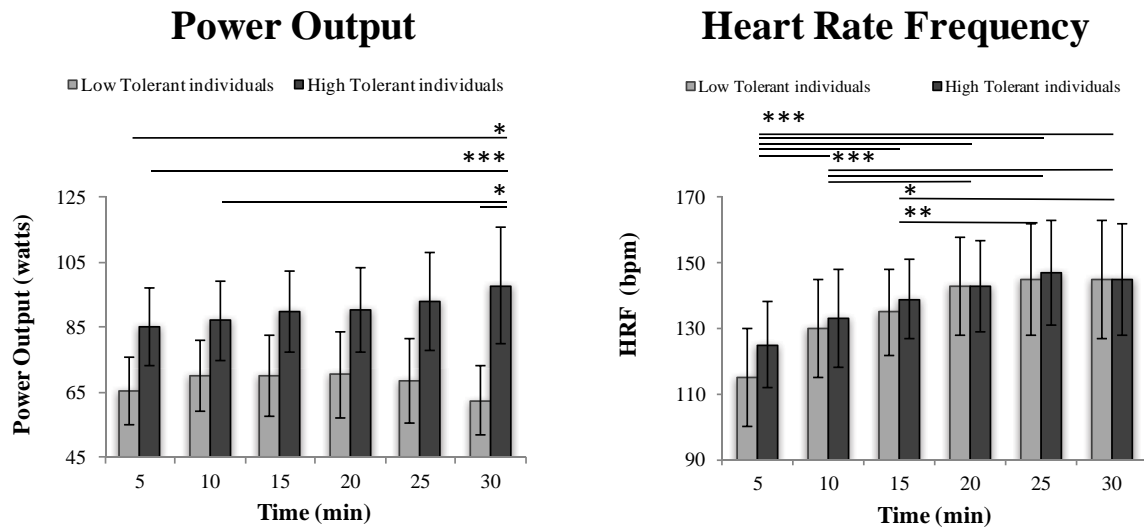 Power Output
Low Tolerant individuals High Tolerant individuals
*
***
*
125
105
85
65
45
Power Output (watts)
5 10 15 20 25 30
Time (min)
Heart Rate Frequency
Low Tolerant individuals High Tolerant individuals
***
***
*
**
170
150
130
110
90
HRF (bpm)
5 10 15 20 25 30
Time (min)